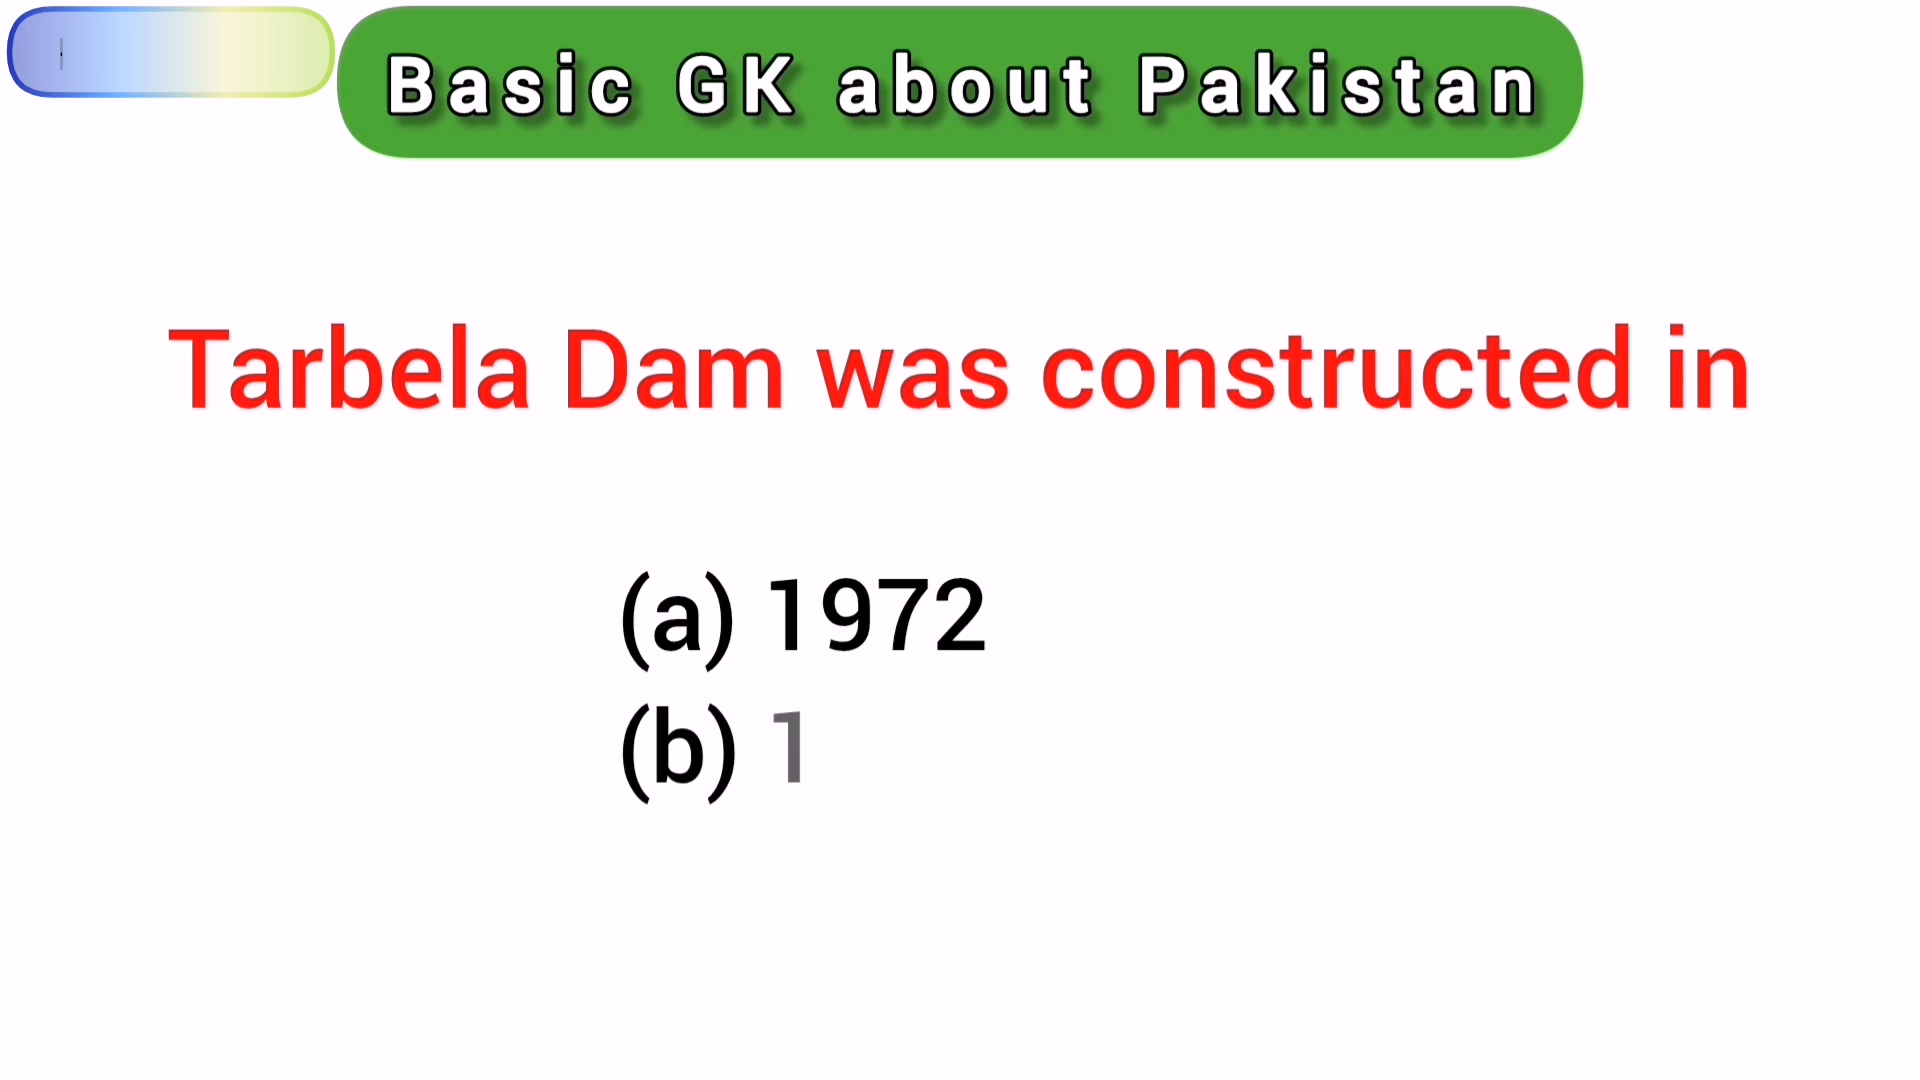 Basic GK about Pakistan
Tarbela Dam was constructed in
(a) 1972
(b) 1